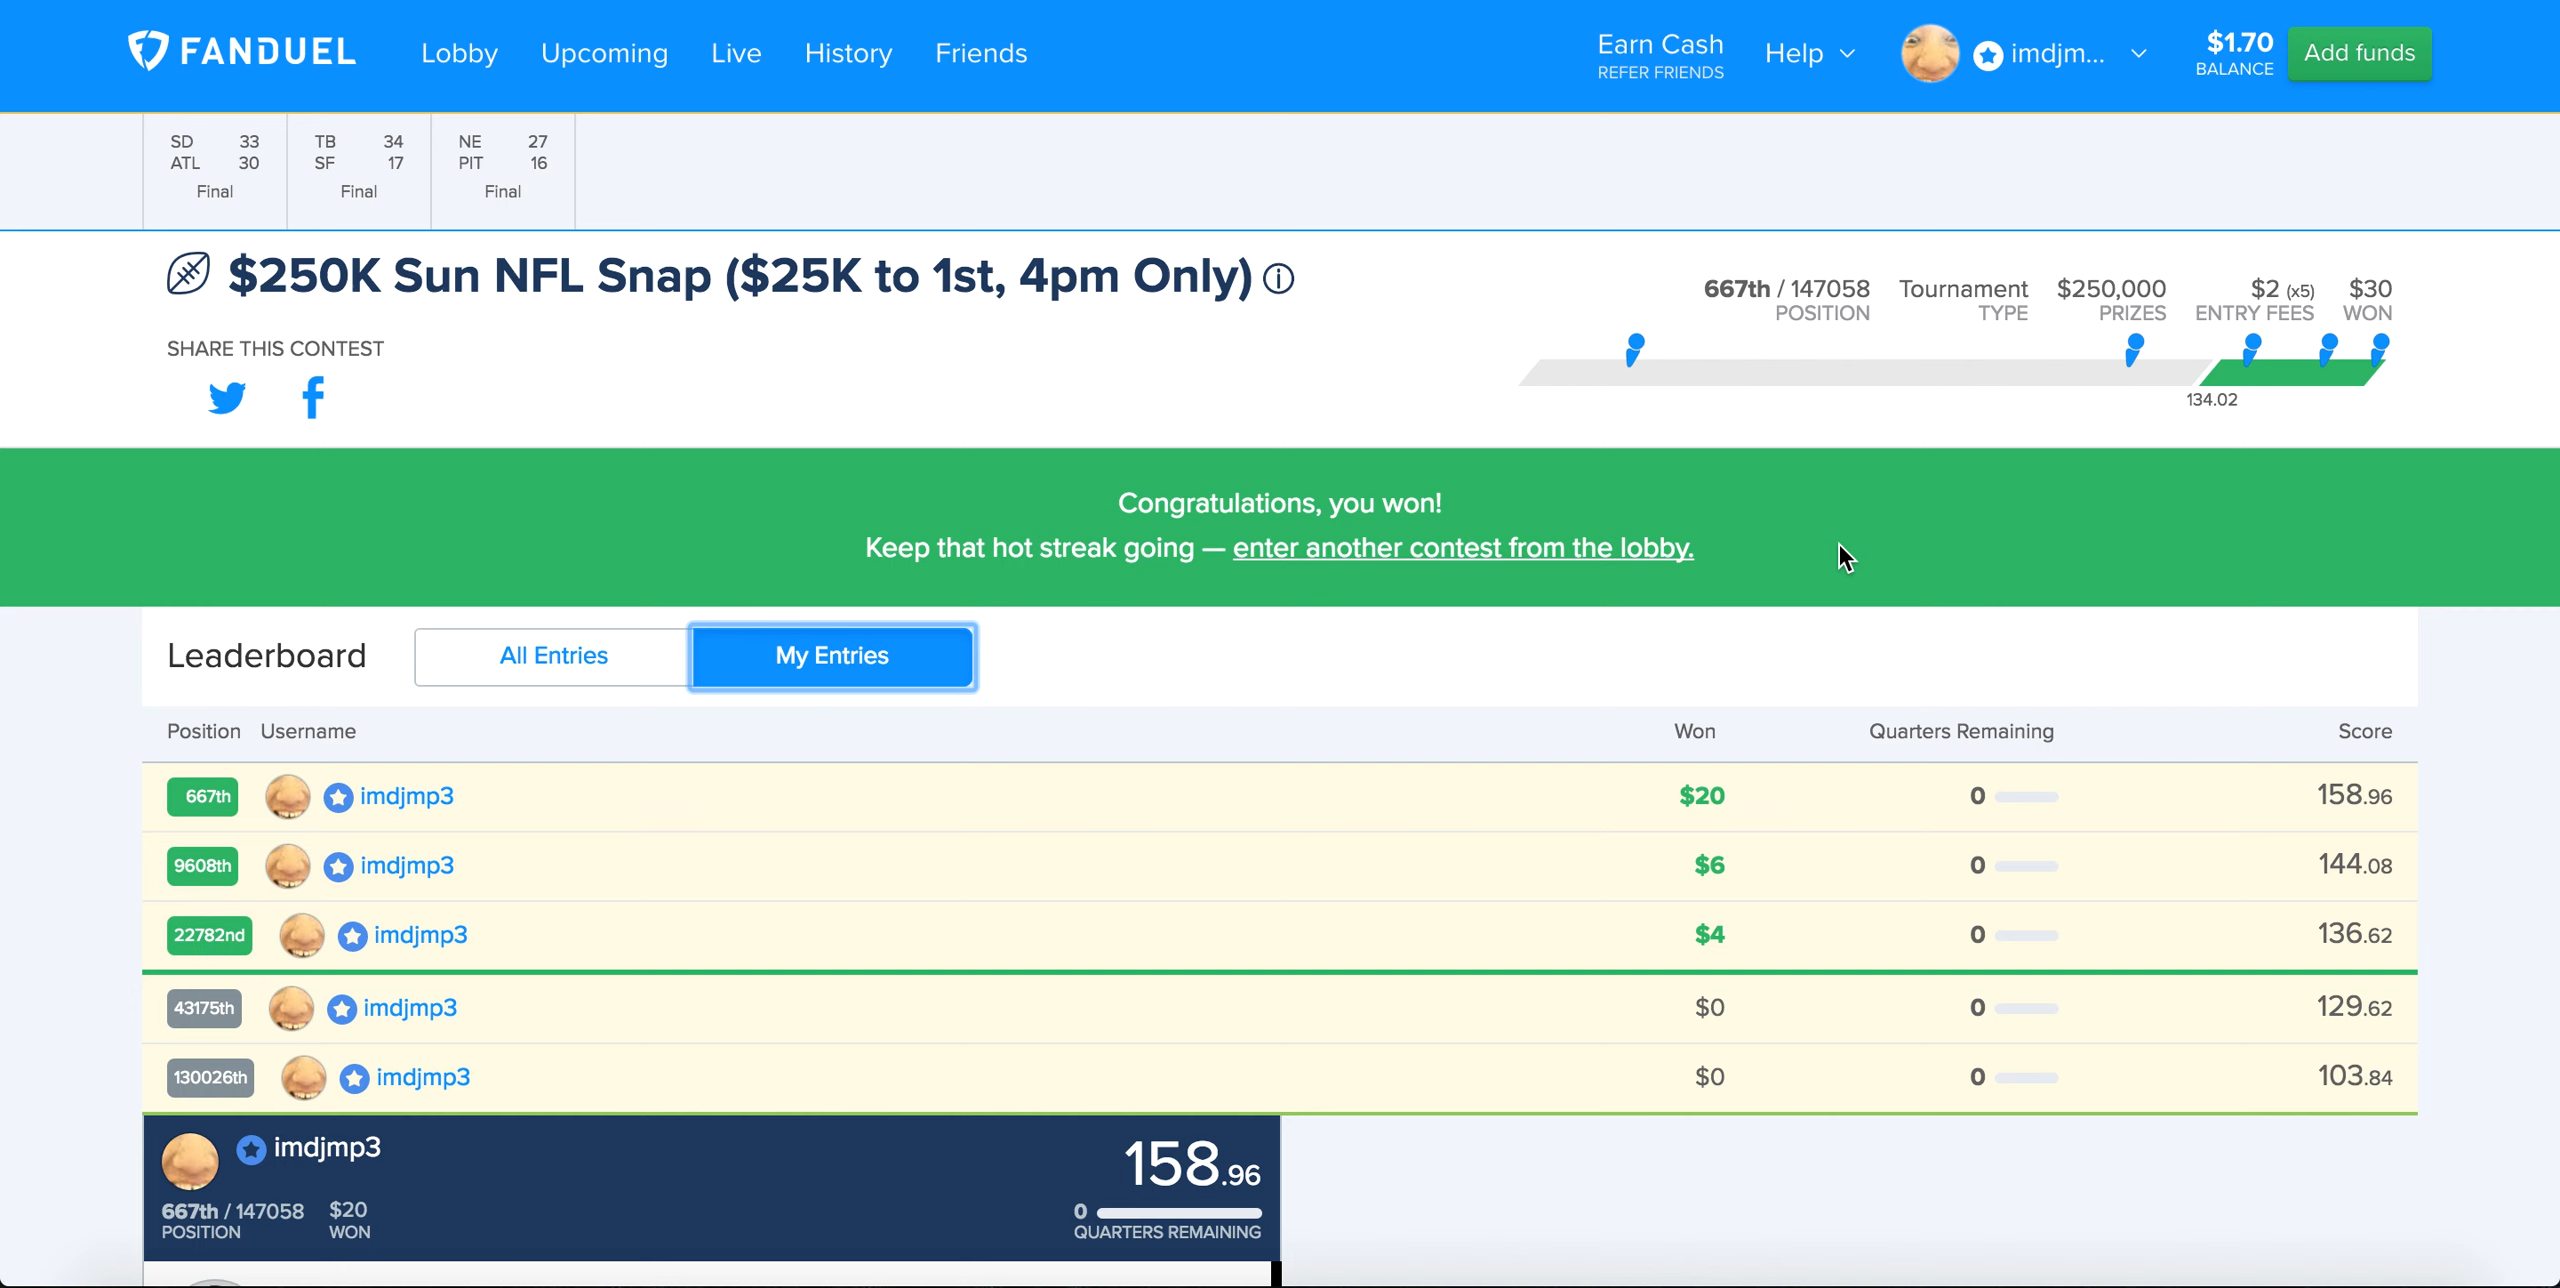 FANDUEL
Lobby Upcoming Live History Friends
Earn Cash
REFER FRIENDS
Help
imdjm...
$1.70
BALANCE
Add funds
SD 33
ATL 30
Final
TB 34
SF 17
Final
NE 27
PIT 16
Final
$250K Sun NFL Snap ($25K to 1st, 4pm Only)
667th / 147058
POSITION
Tournament
TYPE
$250,000
PRIZES
$2 (x5)
ENTRY FEES
$30
WON
134.02
SHARE THIS CONTEST
Congratulations, you won!
Keep that hot streak going — enter another contest from the lobby.
Leaderboard All Entries My Entries
Position Username Won Quarters Remaining Score
667th imdjmp3 $20 0 158.96
9608th imdjmp3 $6 0 144.08
22782nd imdjmp3 $4 0 136.62
43175th imdjmp3 $0 0 129.62
130026th imdjmp3 $0 0 103.84
imdjmp3
158.96
667th / 147058
POSITION
$20
WON
0
QUARTERS REMAINING